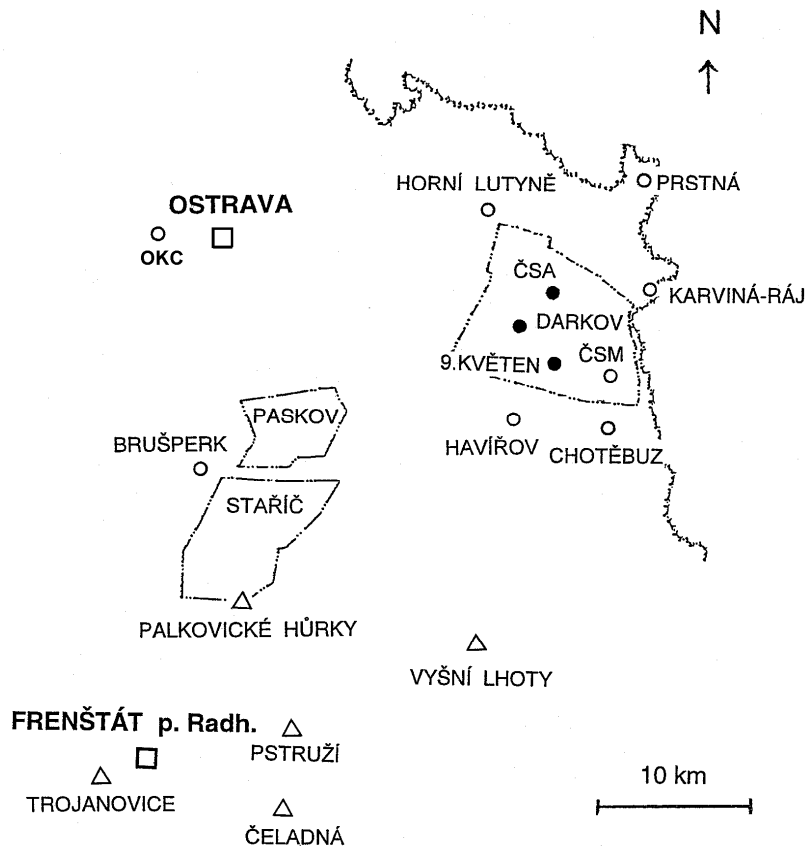 N
HORNÍ LUTYNĚ
PRSTNÁ
OSTRAVA
OKC
ČSA
KARVINÁ-RÁJ
DARKOV
9.KVĚTEN
ČSM
PASKOV
BRUŠPERK
HAVÍŘOV
CHOTĚBUZ
STAŘÍČ
PALKOVICKÉ HŮRKY
VYŠNÍ LHOTY
FRENŠTÁT p. Radh.
PSTRUŽÍ
TROJANOVICE
10 km
ČELADNÁ